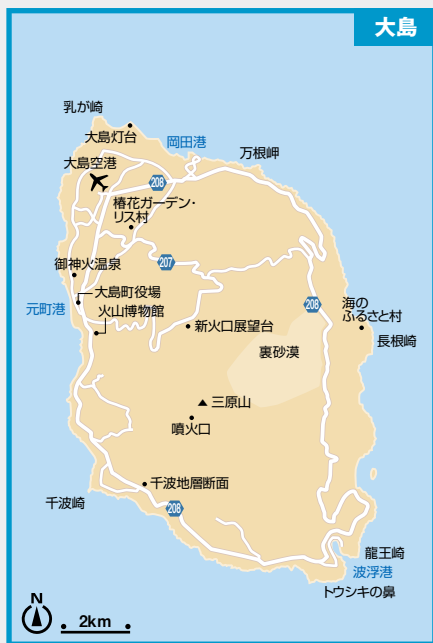 大島
乳が崎
大島灯台
岡田港
大島空港
万根岬
208
椿花ガーデン・
リス村
207
御神火温泉
大島町役場
元町港
火山博物館
208
海の
ふるさと村
新火口展望台
長根崎
裏砂漠
三原山
噴火口
千波地層断面
千波崎
208
龍王崎
波浮港
トウシキの鼻
N
2km